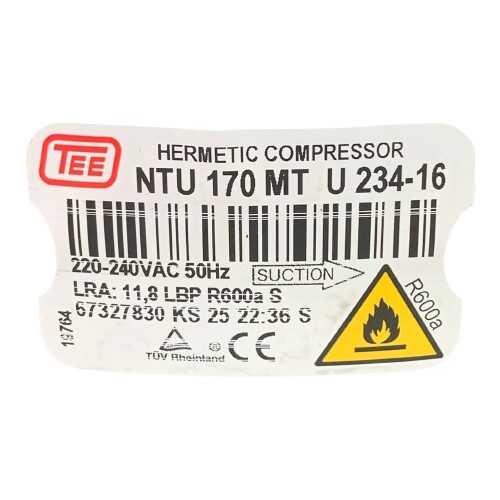 TEE
HERMETIC COMPRESSOR
NTU 170 MT U 234-16
220-240VAC 50Hz
SUCTION
LRA: 11,8 LBP R600a S
67327830 KS 25 22:36 S
19764
TÜV Rheinland
CE
R600a